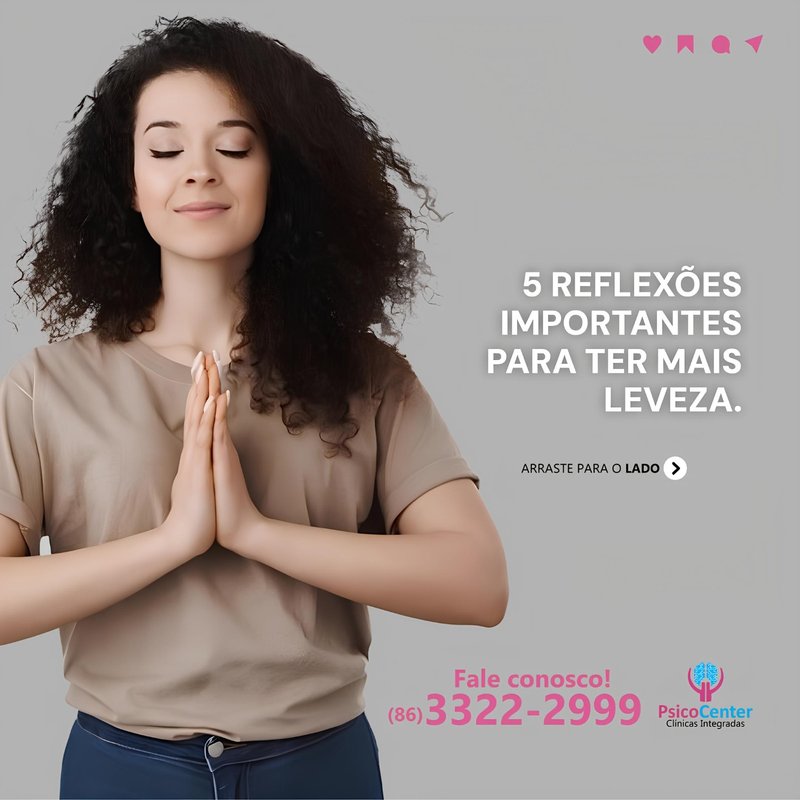 5 REFLEXÕES
IMPORTANTES
PARA TER MAIS
LEVEZA.
ARRASTE PARA O LADO
Fale conosco!
(86)3322-2999
PsicoCenter
Clínicas Integradas